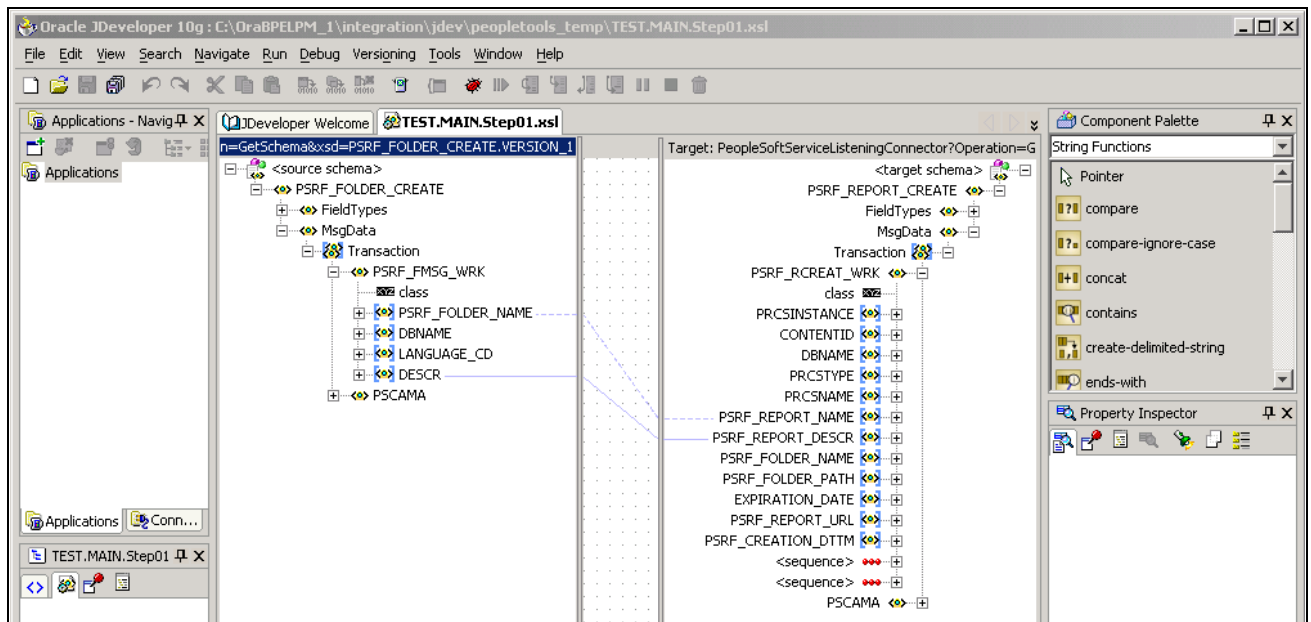 Oracle JDeveloper 10g : C:\OraBPELPM_1\integration\jdev\peopletools_temp\TEST.MAIN.Step01.xsl
File Edit View Search Navigate Run Debug Versioning Tools Window Help
Applications - Navig
JDeveloper Welcome
TEST.MAIN.Step01.xsl
Component Palette
n=GetSchema&xsd=PSRF_FOLDER_CREATE.VERSION_1
Target: PeopleSoftServiceListeningConnector?Operation=G
String Functions
Applications
<source schema>
PSRF_FOLDER_CREATE
FieldTypes
MsgData
Transaction
PSRF_FMSG_WRK
class
PSRF_FOLDER_NAME
DBNAME
LANGUAGE_CD
DESCR
PSCAMA
<target schema>
PSRF_REPORT_CREATE
FieldTypes
MsgData
Transaction
PSRF_RCREAT_WRK
class
PRCSINSTANCE
CONTENTID
DBNAME
PRCSTYPE
PRCSNAME
PSRF_REPORT_NAME
PSRF_REPORT_DESCR
PSRF_FOLDER_NAME
PSRF_FOLDER_PATH
EXPIRATION_DATE
PSRF_REPORT_URL
PSRF_CREATION_DTTM
<sequence>
<sequence>
PSCAMA
Pointer
compare
compare-ignore-case
concat
contains
create-delimited-string
ends-with
Property Inspector
Applications
Conn...
TEST.MAIN.Step01